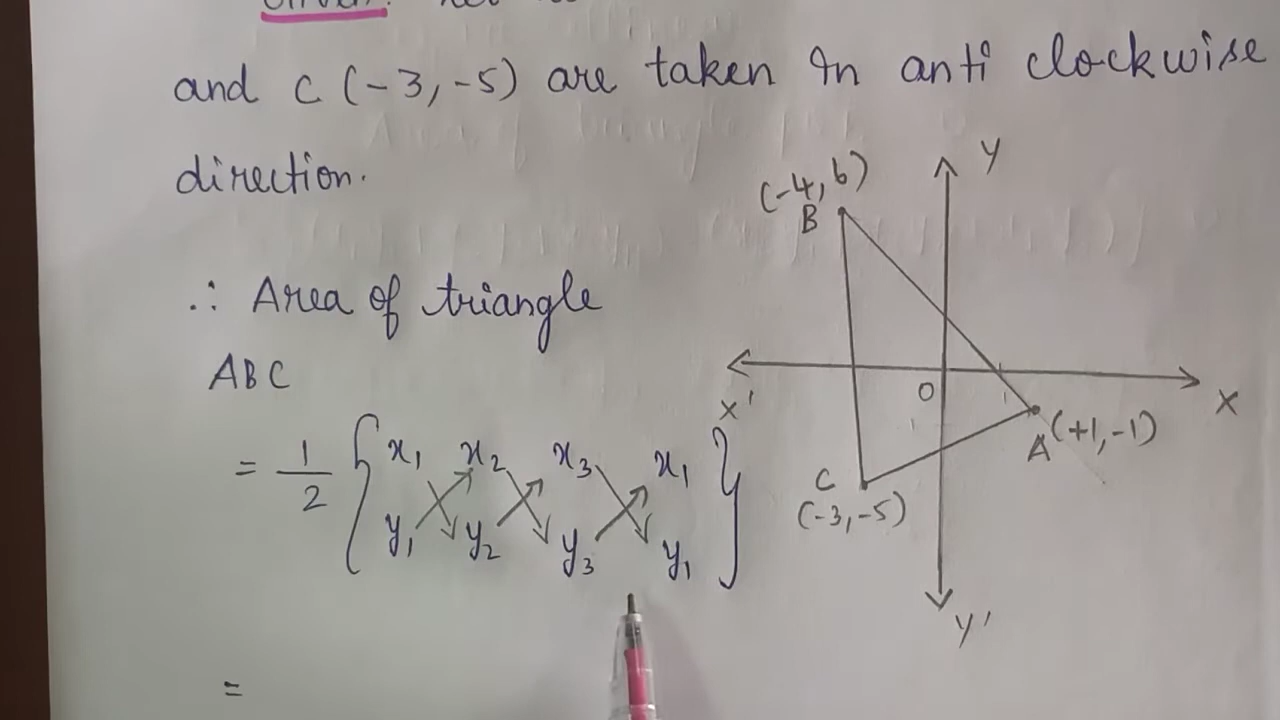 and C (-3, -5) are taken in anti clockwise
direction.
∴ Area of triangle
ABC
= 1/2 { x₁ x₂ x₃ x₁
y₁ y₂ y₃ y₁ }
=
Y
(-4, 6)
B
X'
O
X
A (+1, -1)
C
(-3, -5)
Y'